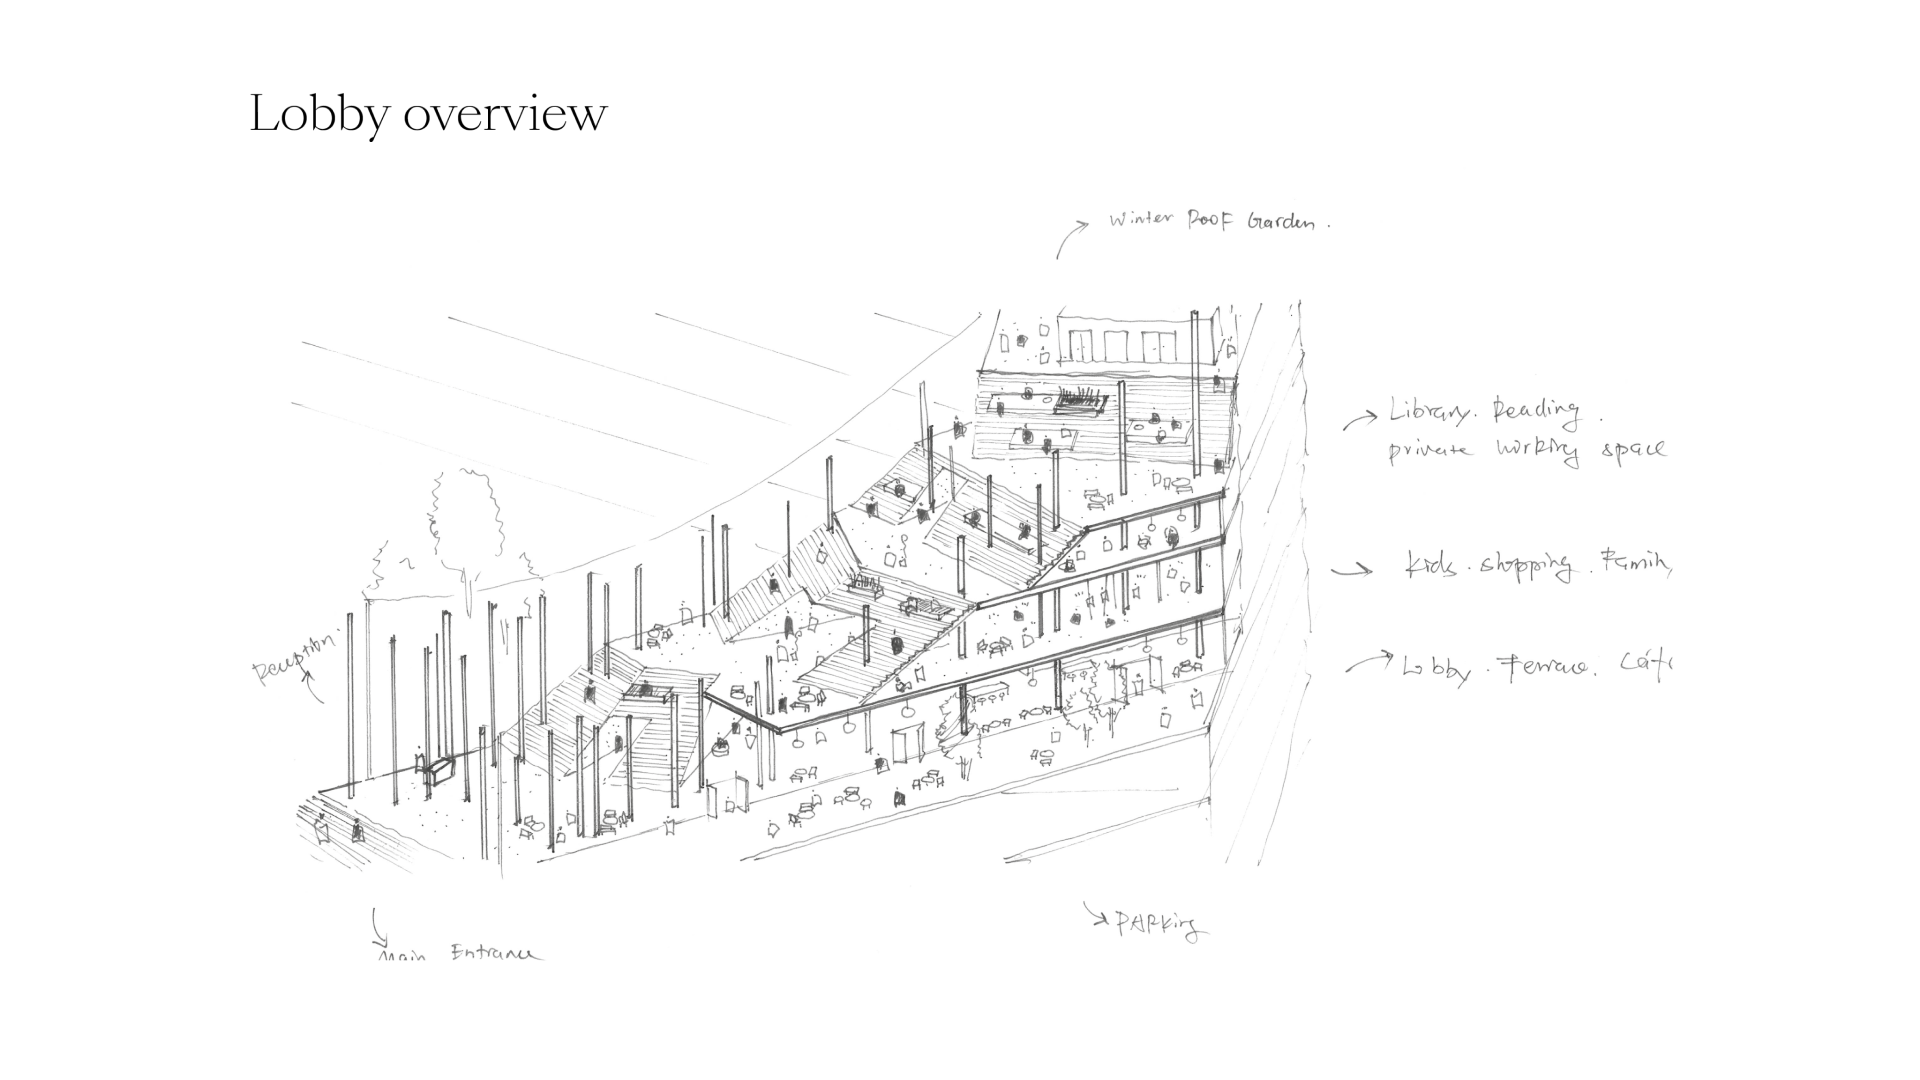 Lobby overview
Winter Roof Garden.
Library. Reading.
private working space
Kids. shopping. Famil
Lobby. Terrace. Café
Reception.
PARKing
Main Entrance